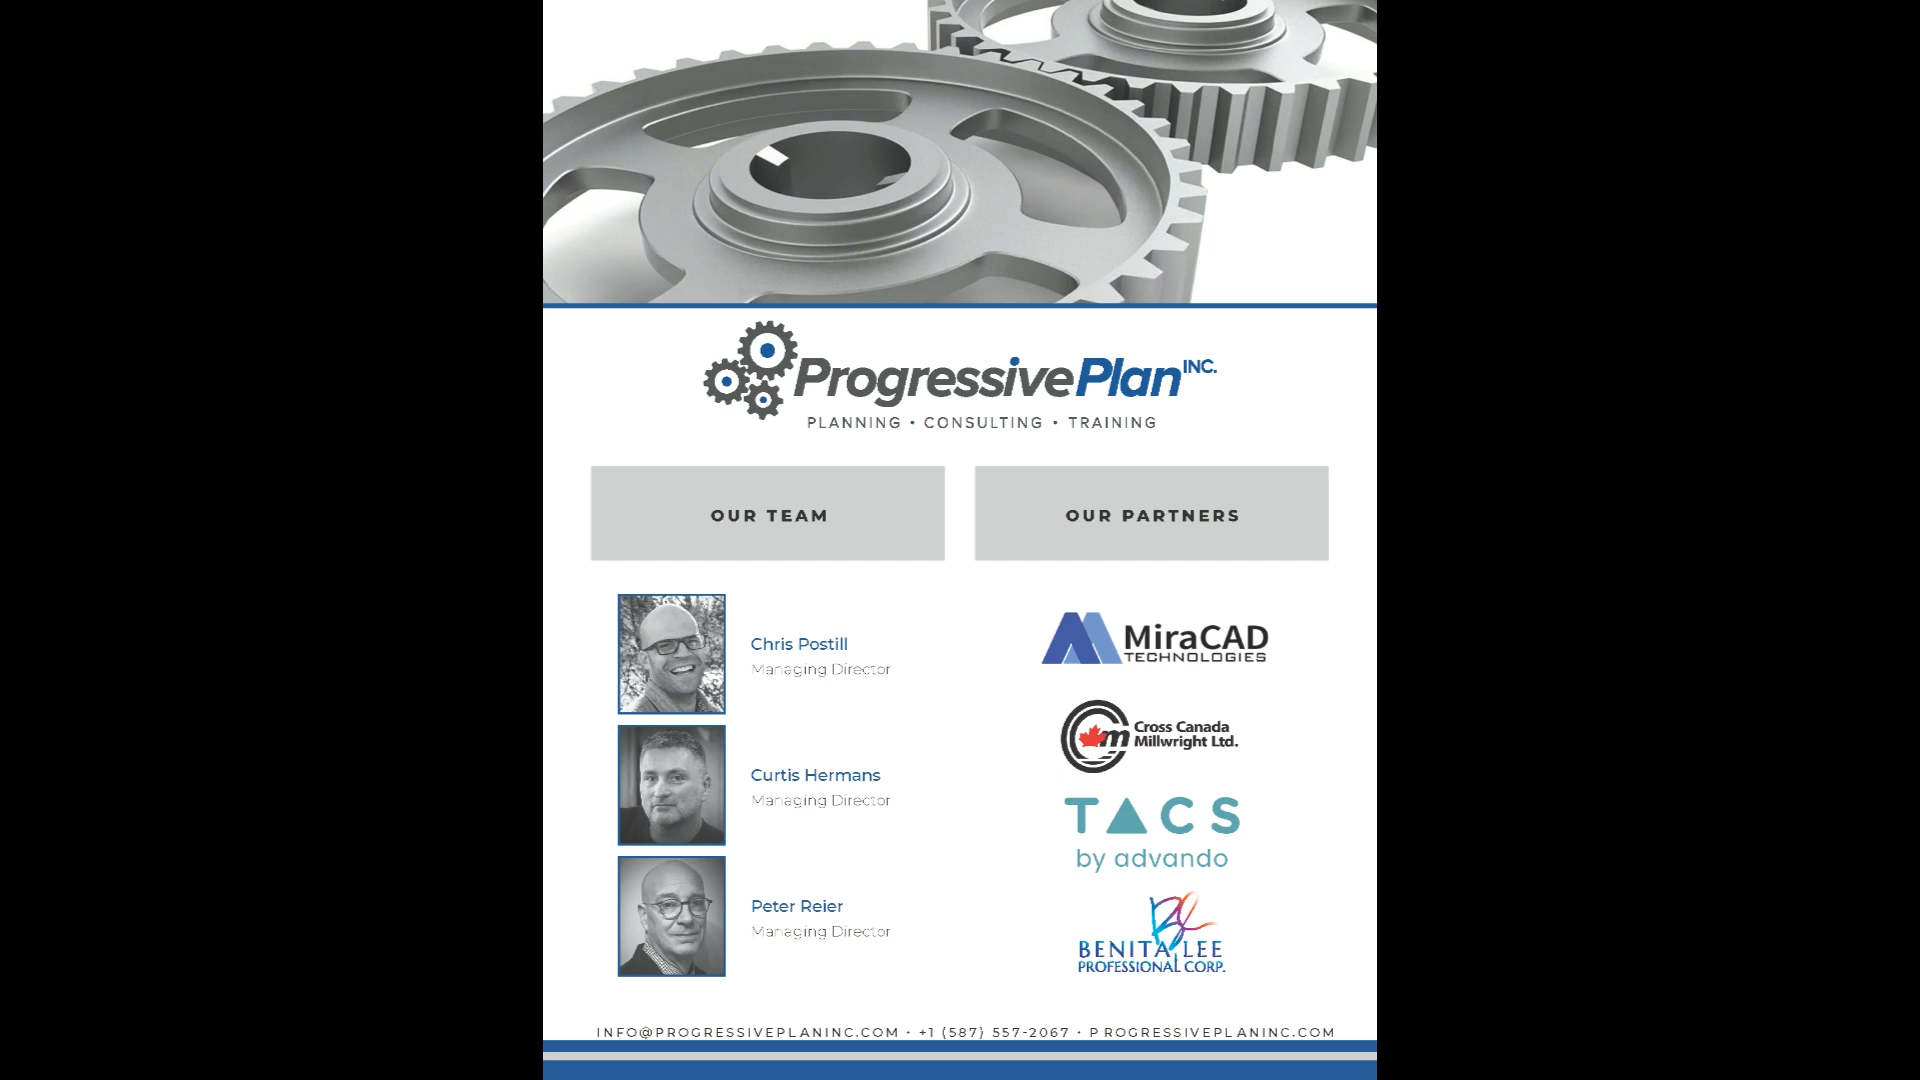 ProgressivePlan INC.
PLANNING • CONSULTING • TRAINING
OUR TEAM
Chris Postill
Managing Director
Curtis Hermans
Managing Director
Peter Reier
Managing Director
OUR PARTNERS
MiraCAD
TECHNOLOGIES
Cross Canada
Millwright Ltd.
TACS
by advando
BL
BENITA LEE
PROFESSIONAL CORP.
INFO@PROGRESSIVEPLANINC.COM • +1 (587) 557-2067 • PROGRESSIVEPLANINC.COM